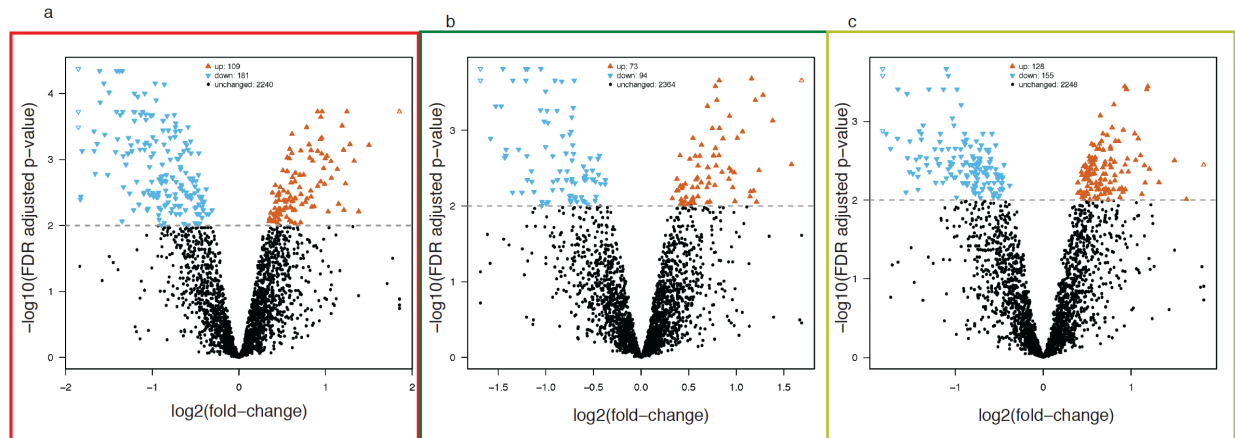 a
up: 109
down: 181
unchanged: 2240
−log10(FDR adjusted p−value)
4
3
2
1
0
−2
−1
0
1
2
log2(fold−change)
b
up: 73
down: 94
unchanged: 2364
−log10(FDR adjusted p−value)
3
2
1
0
−1.5
−1.0
−0.5
0.0
0.5
1.0
1.5
log2(fold−change)
c
up: 128
down: 155
unchanged: 2248
−log10(FDR adjusted p−value)
3
2
1
0
−1
0
1
log2(fold−change)